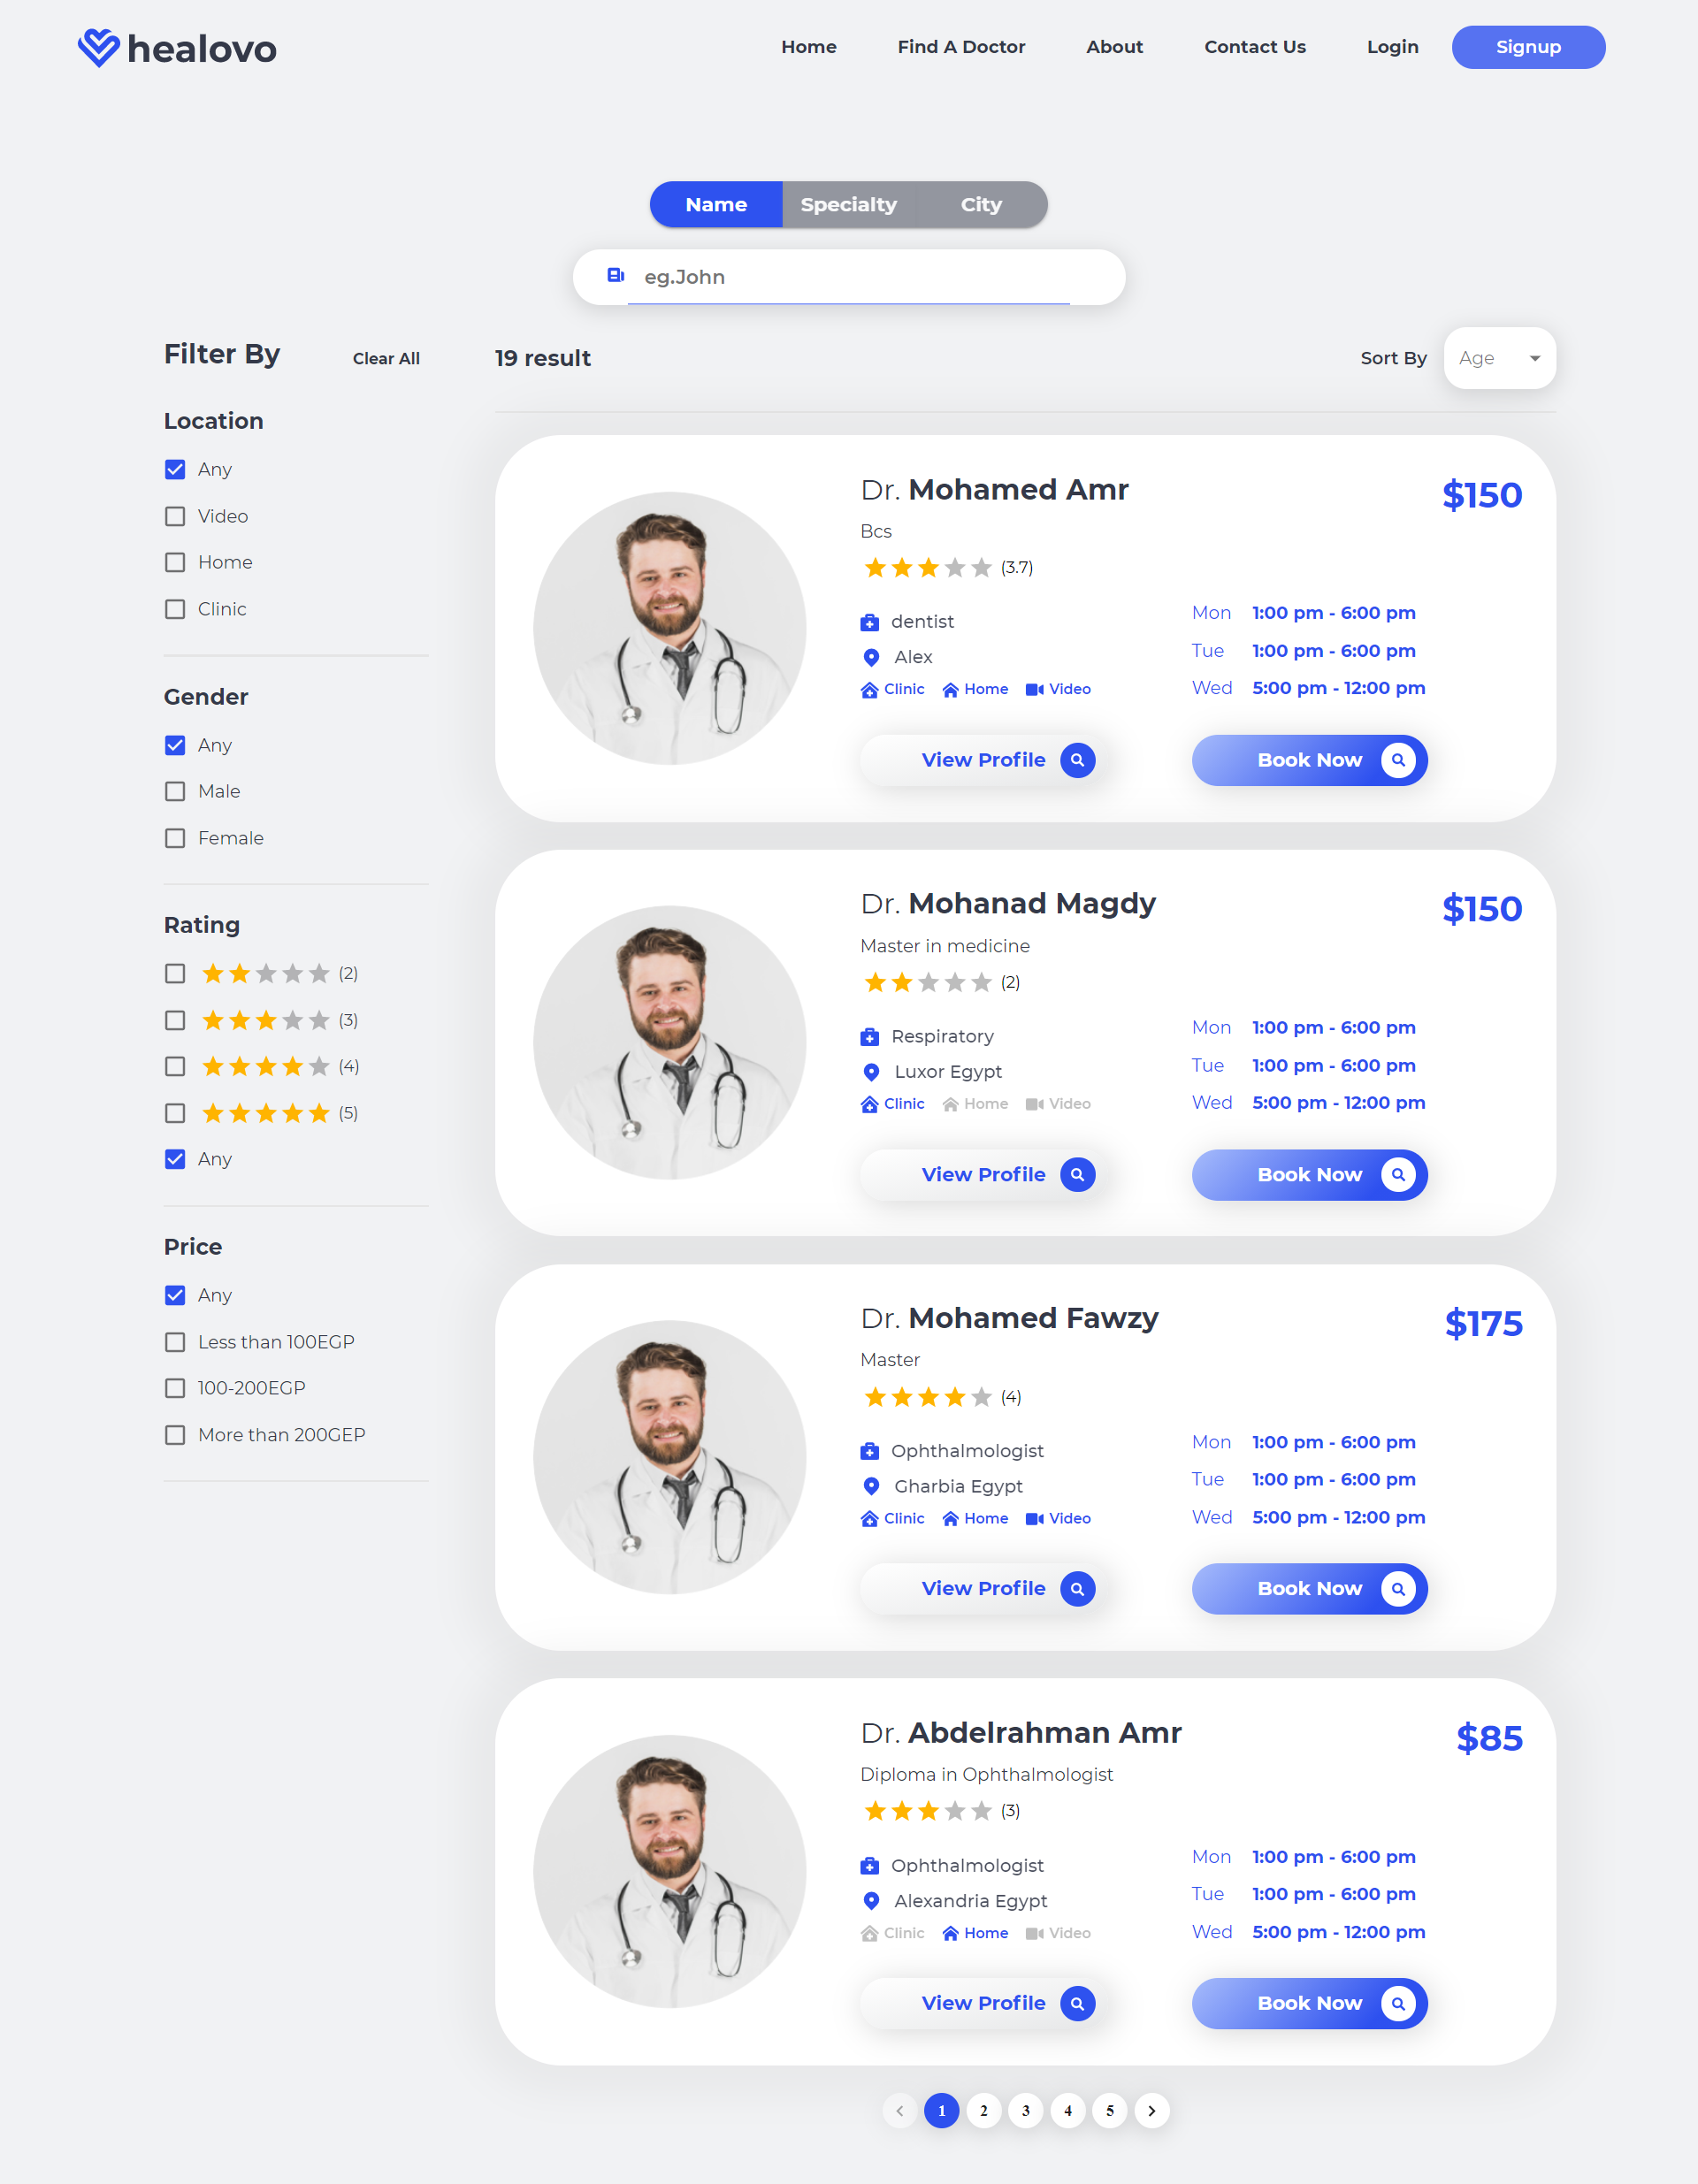 healovo
Home
Find A Doctor
About
Contact Us
Login
Signup
Name
Specialty
City
eg.John
Filter By
Clear All
Location
Any
Video
Home
Clinic
Gender
Any
Male
Female
Rating
(2)
(3)
(4)
(5)
Any
Price
Any
Less than 100EGP
100-200EGP
More than 200GEP
19 result
Sort By
Age
Dr. Mohamed Amr
$150
Bcs
(3.7)
dentist
Alex
Clinic Home Video
Mon 1:00 pm - 6:00 pm
Tue 1:00 pm - 6:00 pm
Wed 5:00 pm - 12:00 pm
View Profile
Book Now
Dr. Mohanad Magdy
$150
Master in medicine
(2)
Respiratory
Luxor Egypt
Clinic Home Video
Mon 1:00 pm - 6:00 pm
Tue 1:00 pm - 6:00 pm
Wed 5:00 pm - 12:00 pm
View Profile
Book Now
Dr. Mohamed Fawzy
$175
Master
(4)
Ophthalmologist
Gharbia Egypt
Clinic Home Video
Mon 1:00 pm - 6:00 pm
Tue 1:00 pm - 6:00 pm
Wed 5:00 pm - 12:00 pm
View Profile
Book Now
Dr. Abdelrahman Amr
$85
Diploma in Ophthalmologist
(3)
Ophthalmologist
Alexandria Egypt
Clinic Home Video
Mon 1:00 pm - 6:00 pm
Tue 1:00 pm - 6:00 pm
Wed 5:00 pm - 12:00 pm
View Profile
Book Now
1 2 3 4 5